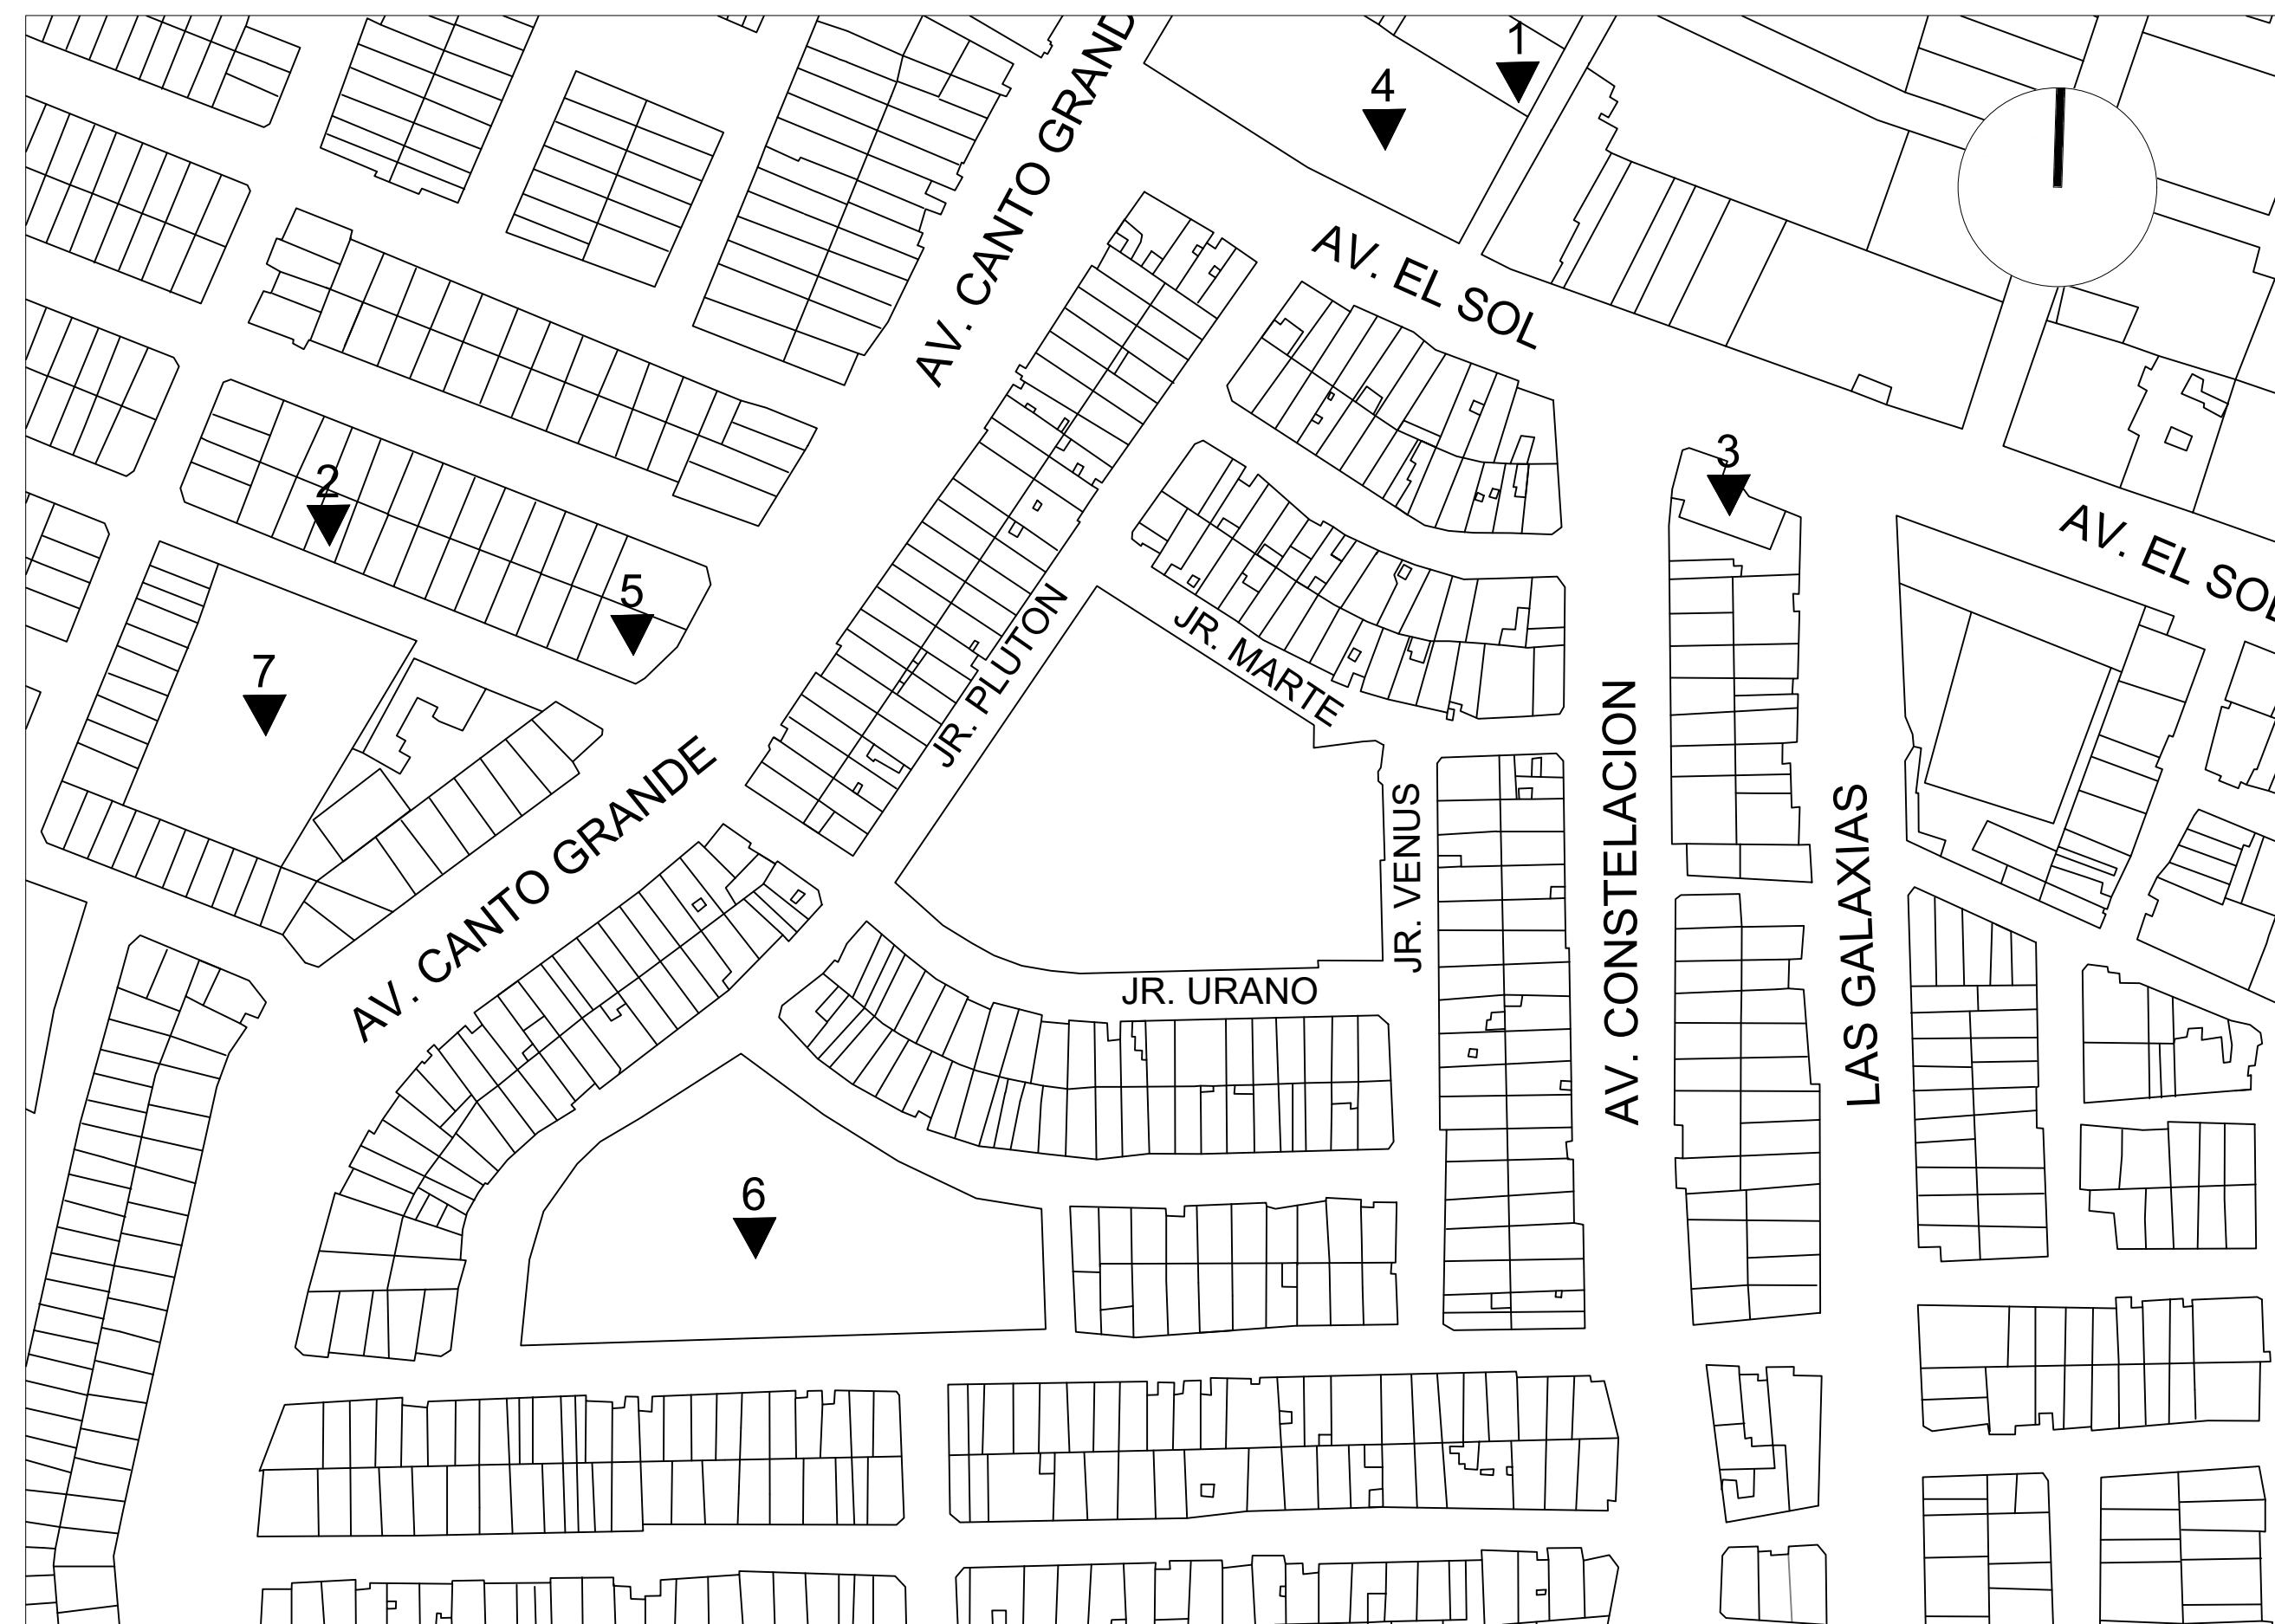 1
AV. CANTO GRAND
4
AV. EL SOL
3
2
AV. EL SOL
5
JR. PLUTON
JR. MARTE
7
AV. CONSTELACION
AV. CANTO GRANDE
JR. VENUS
LAS GALAXIAS
JR. URANO
6